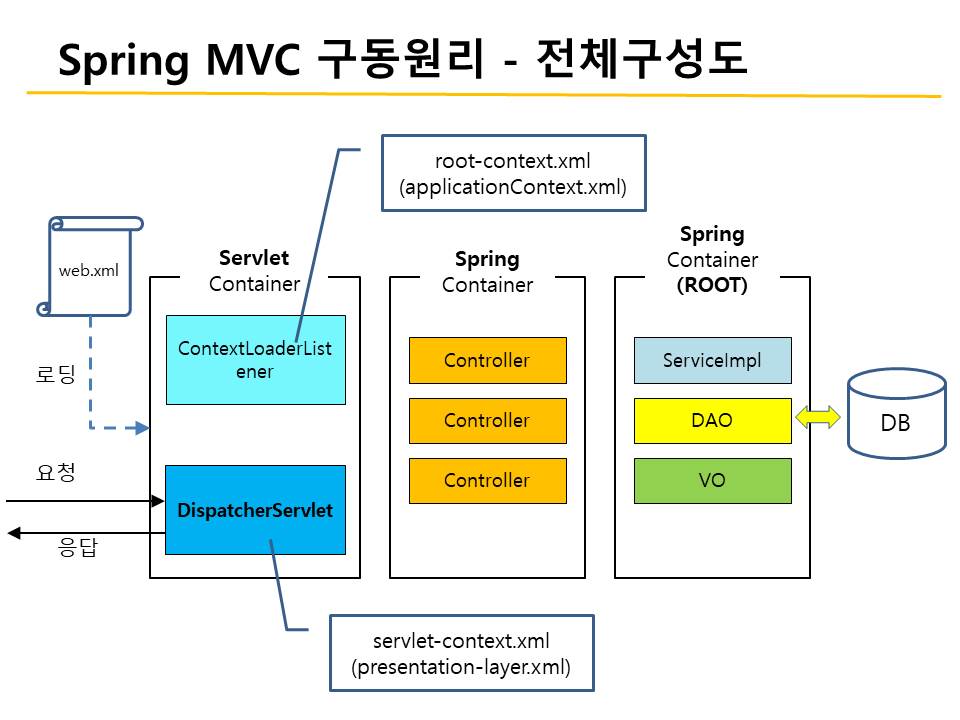 Spring MVC 구동원리 - 전체구성도
root-context.xml
(applicationContext.xml)
web.xml
로딩
요청
응답
Servlet
Container
ContextLoaderList
ener
DispatcherServlet
Spring
Container
Controller
Controller
Controller
Spring
Container
(ROOT)
ServiceImpl
DAO
VO
DB
servlet-context.xml
(presentation-layer.xml)